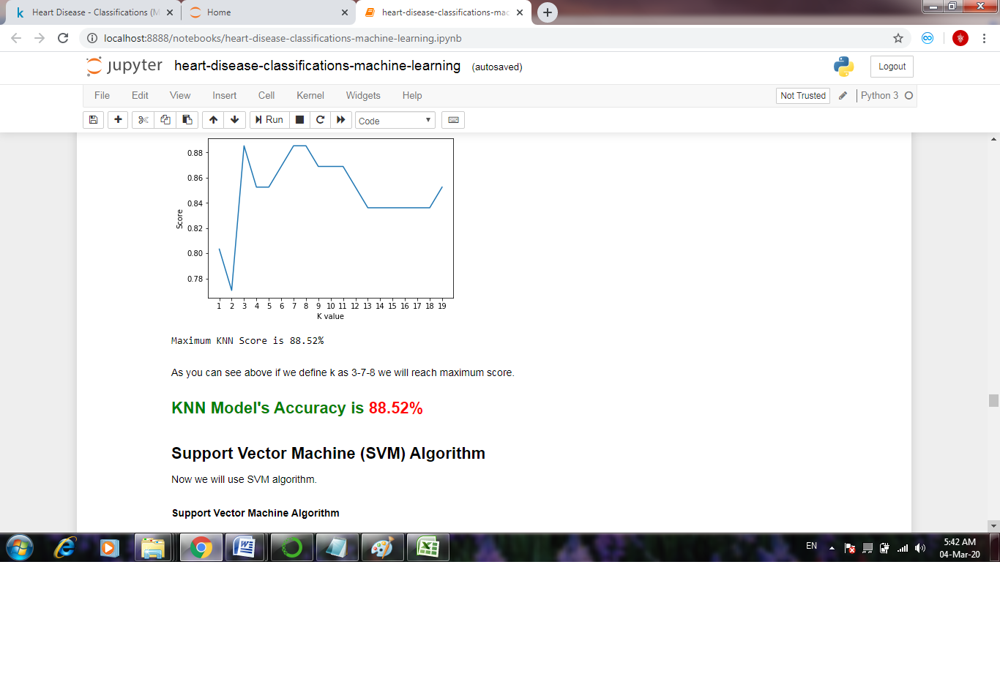 Heart Disease - Classifications (M
Home
heart-disease-classifications-mac
localhost:8888/notebooks/heart-disease-classifications-machine-learning.ipynb
jupyter heart-disease-classifications-machine-learning (autosaved)
Logout
File Edit View Insert Cell Kernel Widgets Help
Not Trusted
Python 3
Run
Code
0.88
0.86
0.84
0.82
0.80
0.78
Score
1 2 3 4 5 6 7 8 9 10 11 12 13 14 15 16 17 18 19
K value
Maximum KNN Score is 88.52%
As you can see above if we define k as 3-7-8 we will reach maximum score.
KNN Model's Accuracy is 88.52%
Support Vector Machine (SVM) Algorithm
Now we will use SVM algorithm.
Support Vector Machine Algorithm
EN
5:42 AM
04-Mar-20